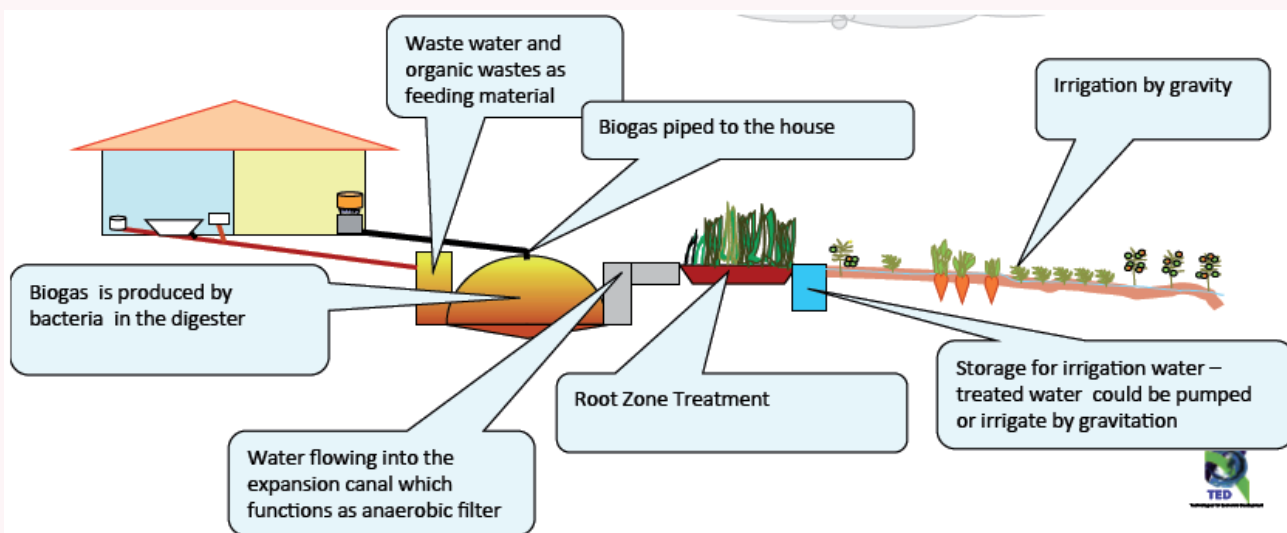 Waste water and
organic wastes as
feeding material
Biogas piped to the house
Irrigation by gravity
Biogas is produced by
bacteria in the digester
Water flowing into the
expansion canal which
functions as anaerobic filter
Root Zone Treatment
Storage for irrigation water –
treated water could be pumped
or irrigate by gravitation
TED